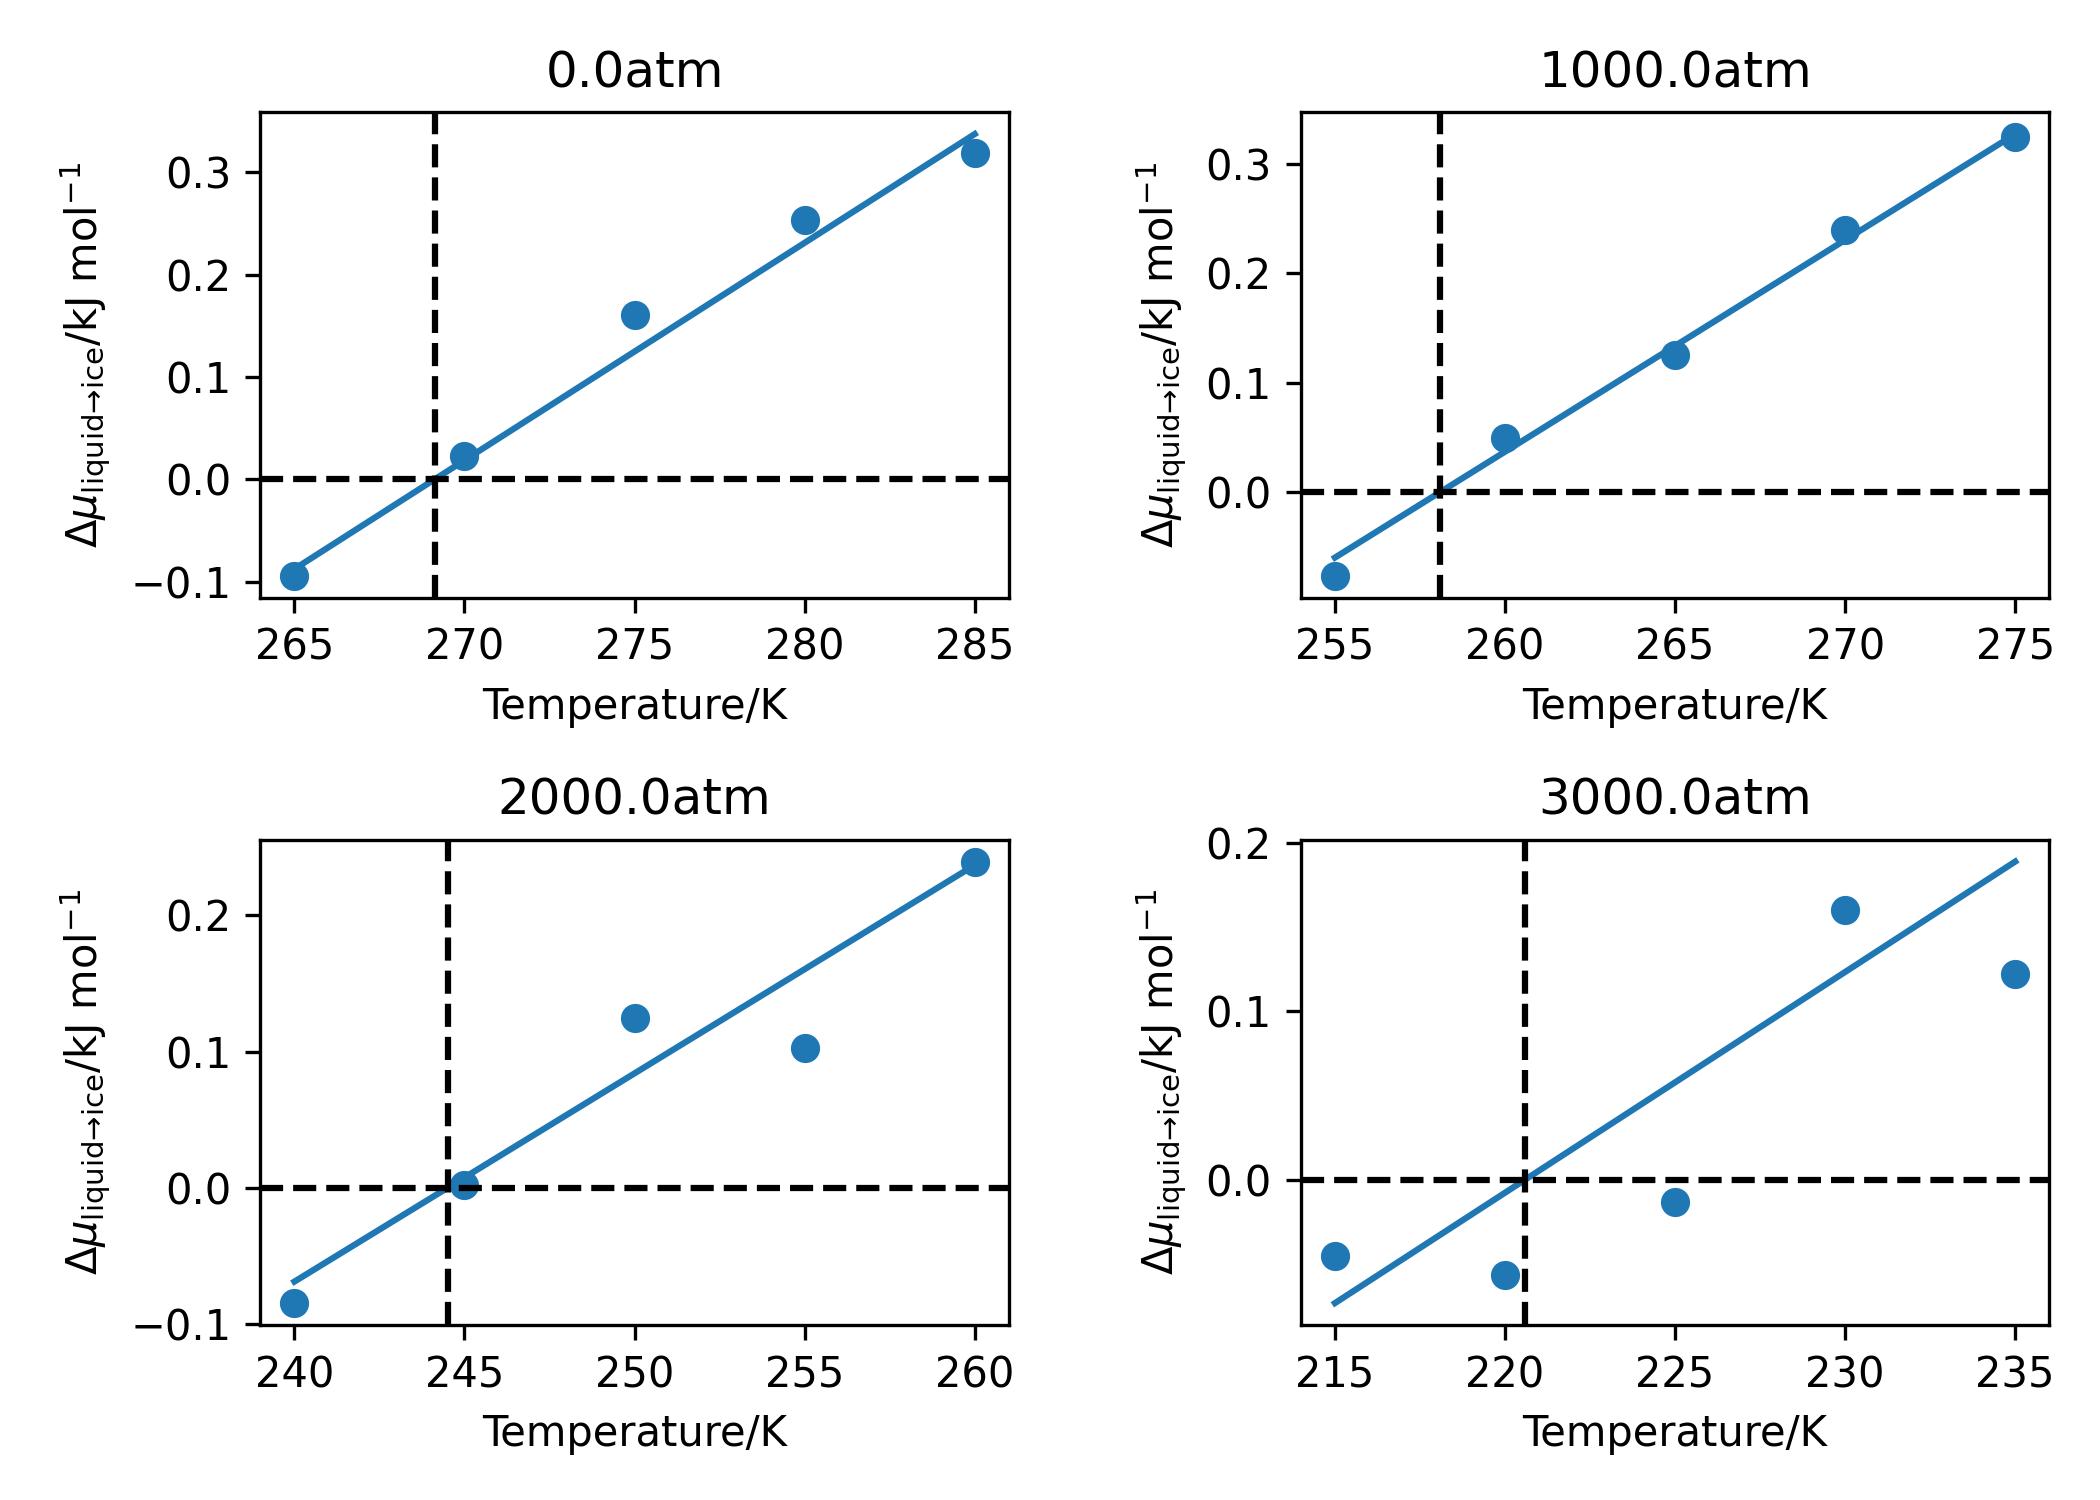 0.0atm
Δμliquid→ice/kJ mol⁻¹
0.3
0.2
0.1
0.0
−0.1
265 270 275 280 285
Temperature/K
1000.0atm
Δμliquid→ice/kJ mol⁻¹
0.3
0.2
0.1
0.0
255 260 265 270 275
Temperature/K
2000.0atm
Δμliquid→ice/kJ mol⁻¹
0.2
0.1
0.0
−0.1
240 245 250 255 260
Temperature/K
3000.0atm
Δμliquid→ice/kJ mol⁻¹
0.2
0.1
0.0
215 220 225 230 235
Temperature/K